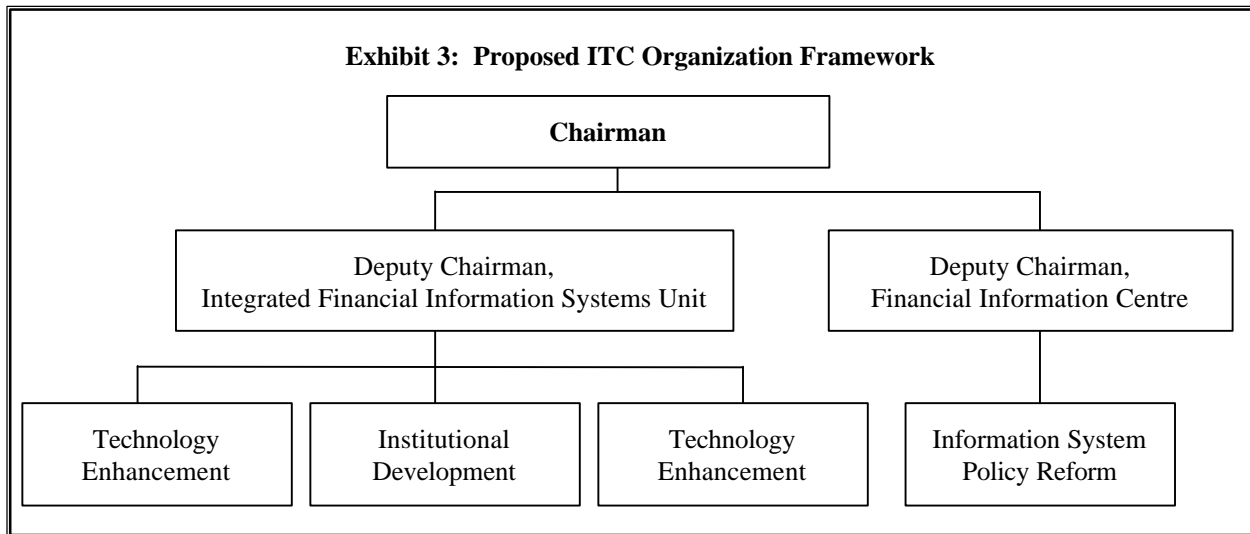 Exhibit 3: Proposed ITC Organization Framework
Chairman
Deputy Chairman,
Integrated Financial Information Systems Unit
Deputy Chairman,
Financial Information Centre
Technology
Enhancement
Institutional
Development
Technology
Enhancement
Information System
Policy Reform